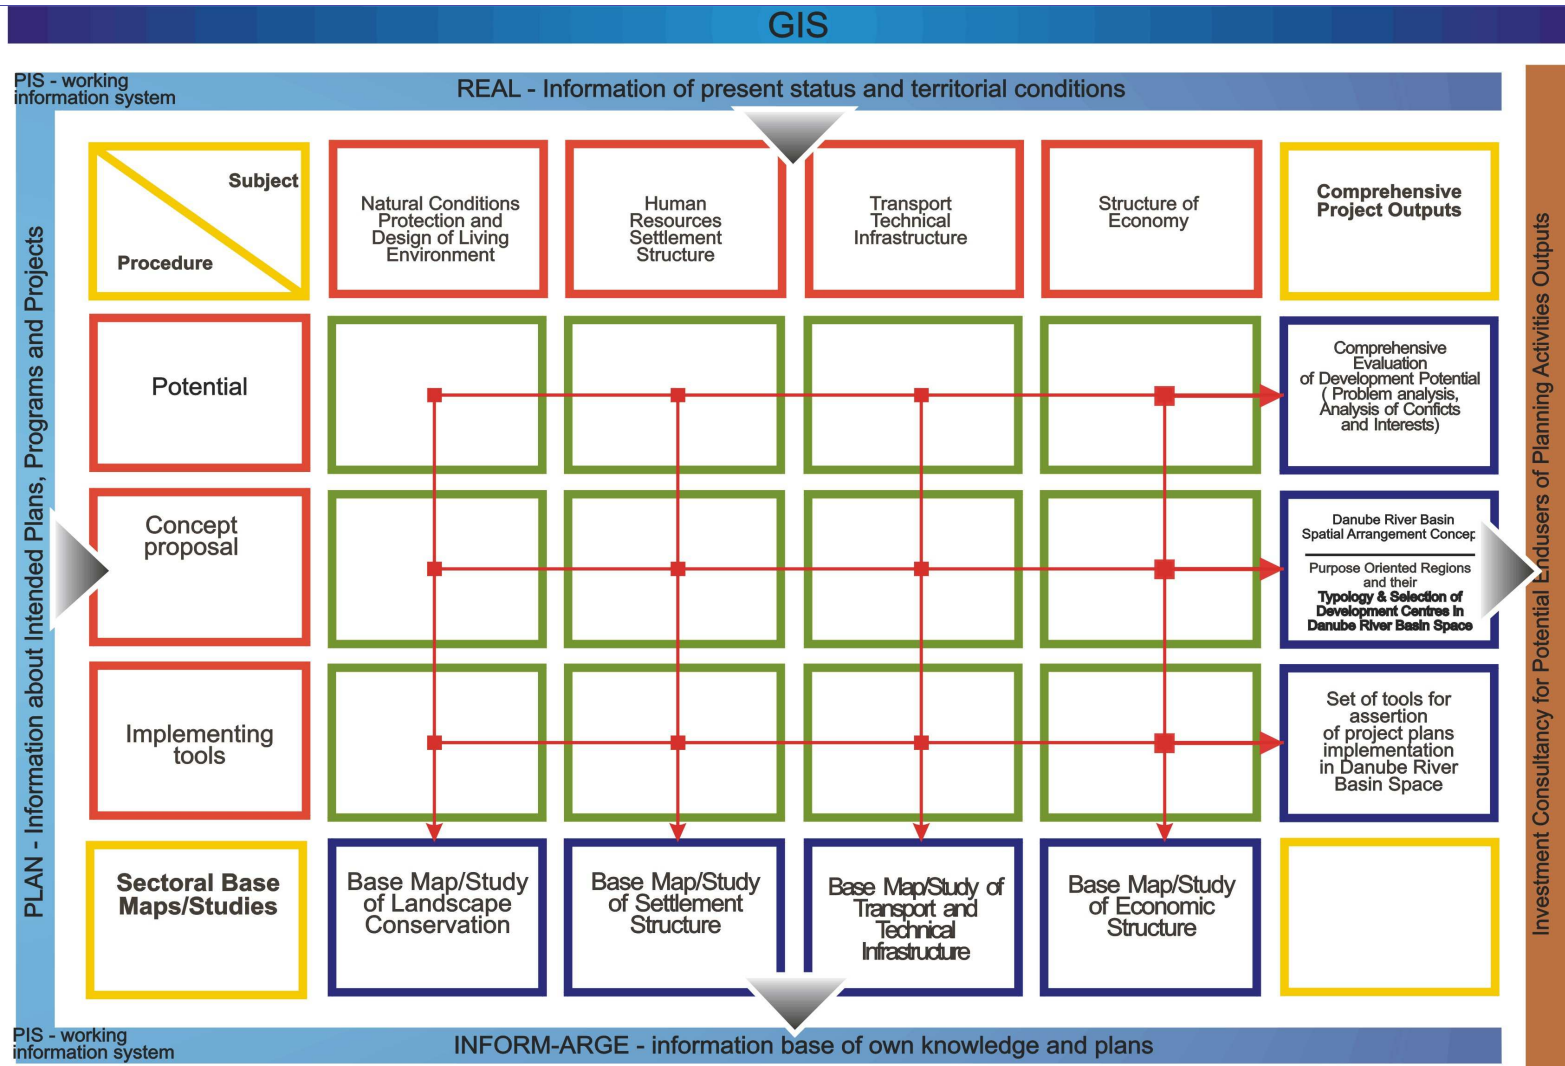 GIS
PIS - working
information system
REAL - Information of present status and territorial conditions
PLAN - Information about Intended Plans, Programs and Projects
Subject
Procedure
Natural Conditions
Protection and
Design of Living
Environment
Human
Resources
Settlement
Structure
Transport
Technical
Infrastructure
Structure of
Economy
Comprehensive
Project Outputs
Potential
Comprehensive
Evaluation
of Development Potential
( Problem analysis,
Analysis of Conficts
and Interests)
Concept
proposal
Danube River Basin
Spatial Arrangement Concep
Purpose Oriented Regions
and their
Typology & Selection of
Development Centres in
Danube River Basin Space
Implementing
tools
Set of tools for
assertion
of project plans
implementation
in Danube River
Basin Space
Sectoral Base
Maps/Studies
Base Map/Study
of Landscape
Conservation
Base Map/Study
of Settlement
Structure
Base Map/Study of
Transport and
Technical
Infrastructure
Base Map/Study
of Economic
Structure
Investment Consultancy for Potential Endusers of Planning Activities Outputs
PIS - working
information system
INFORM-ARGE - information base of own knowledge and plans